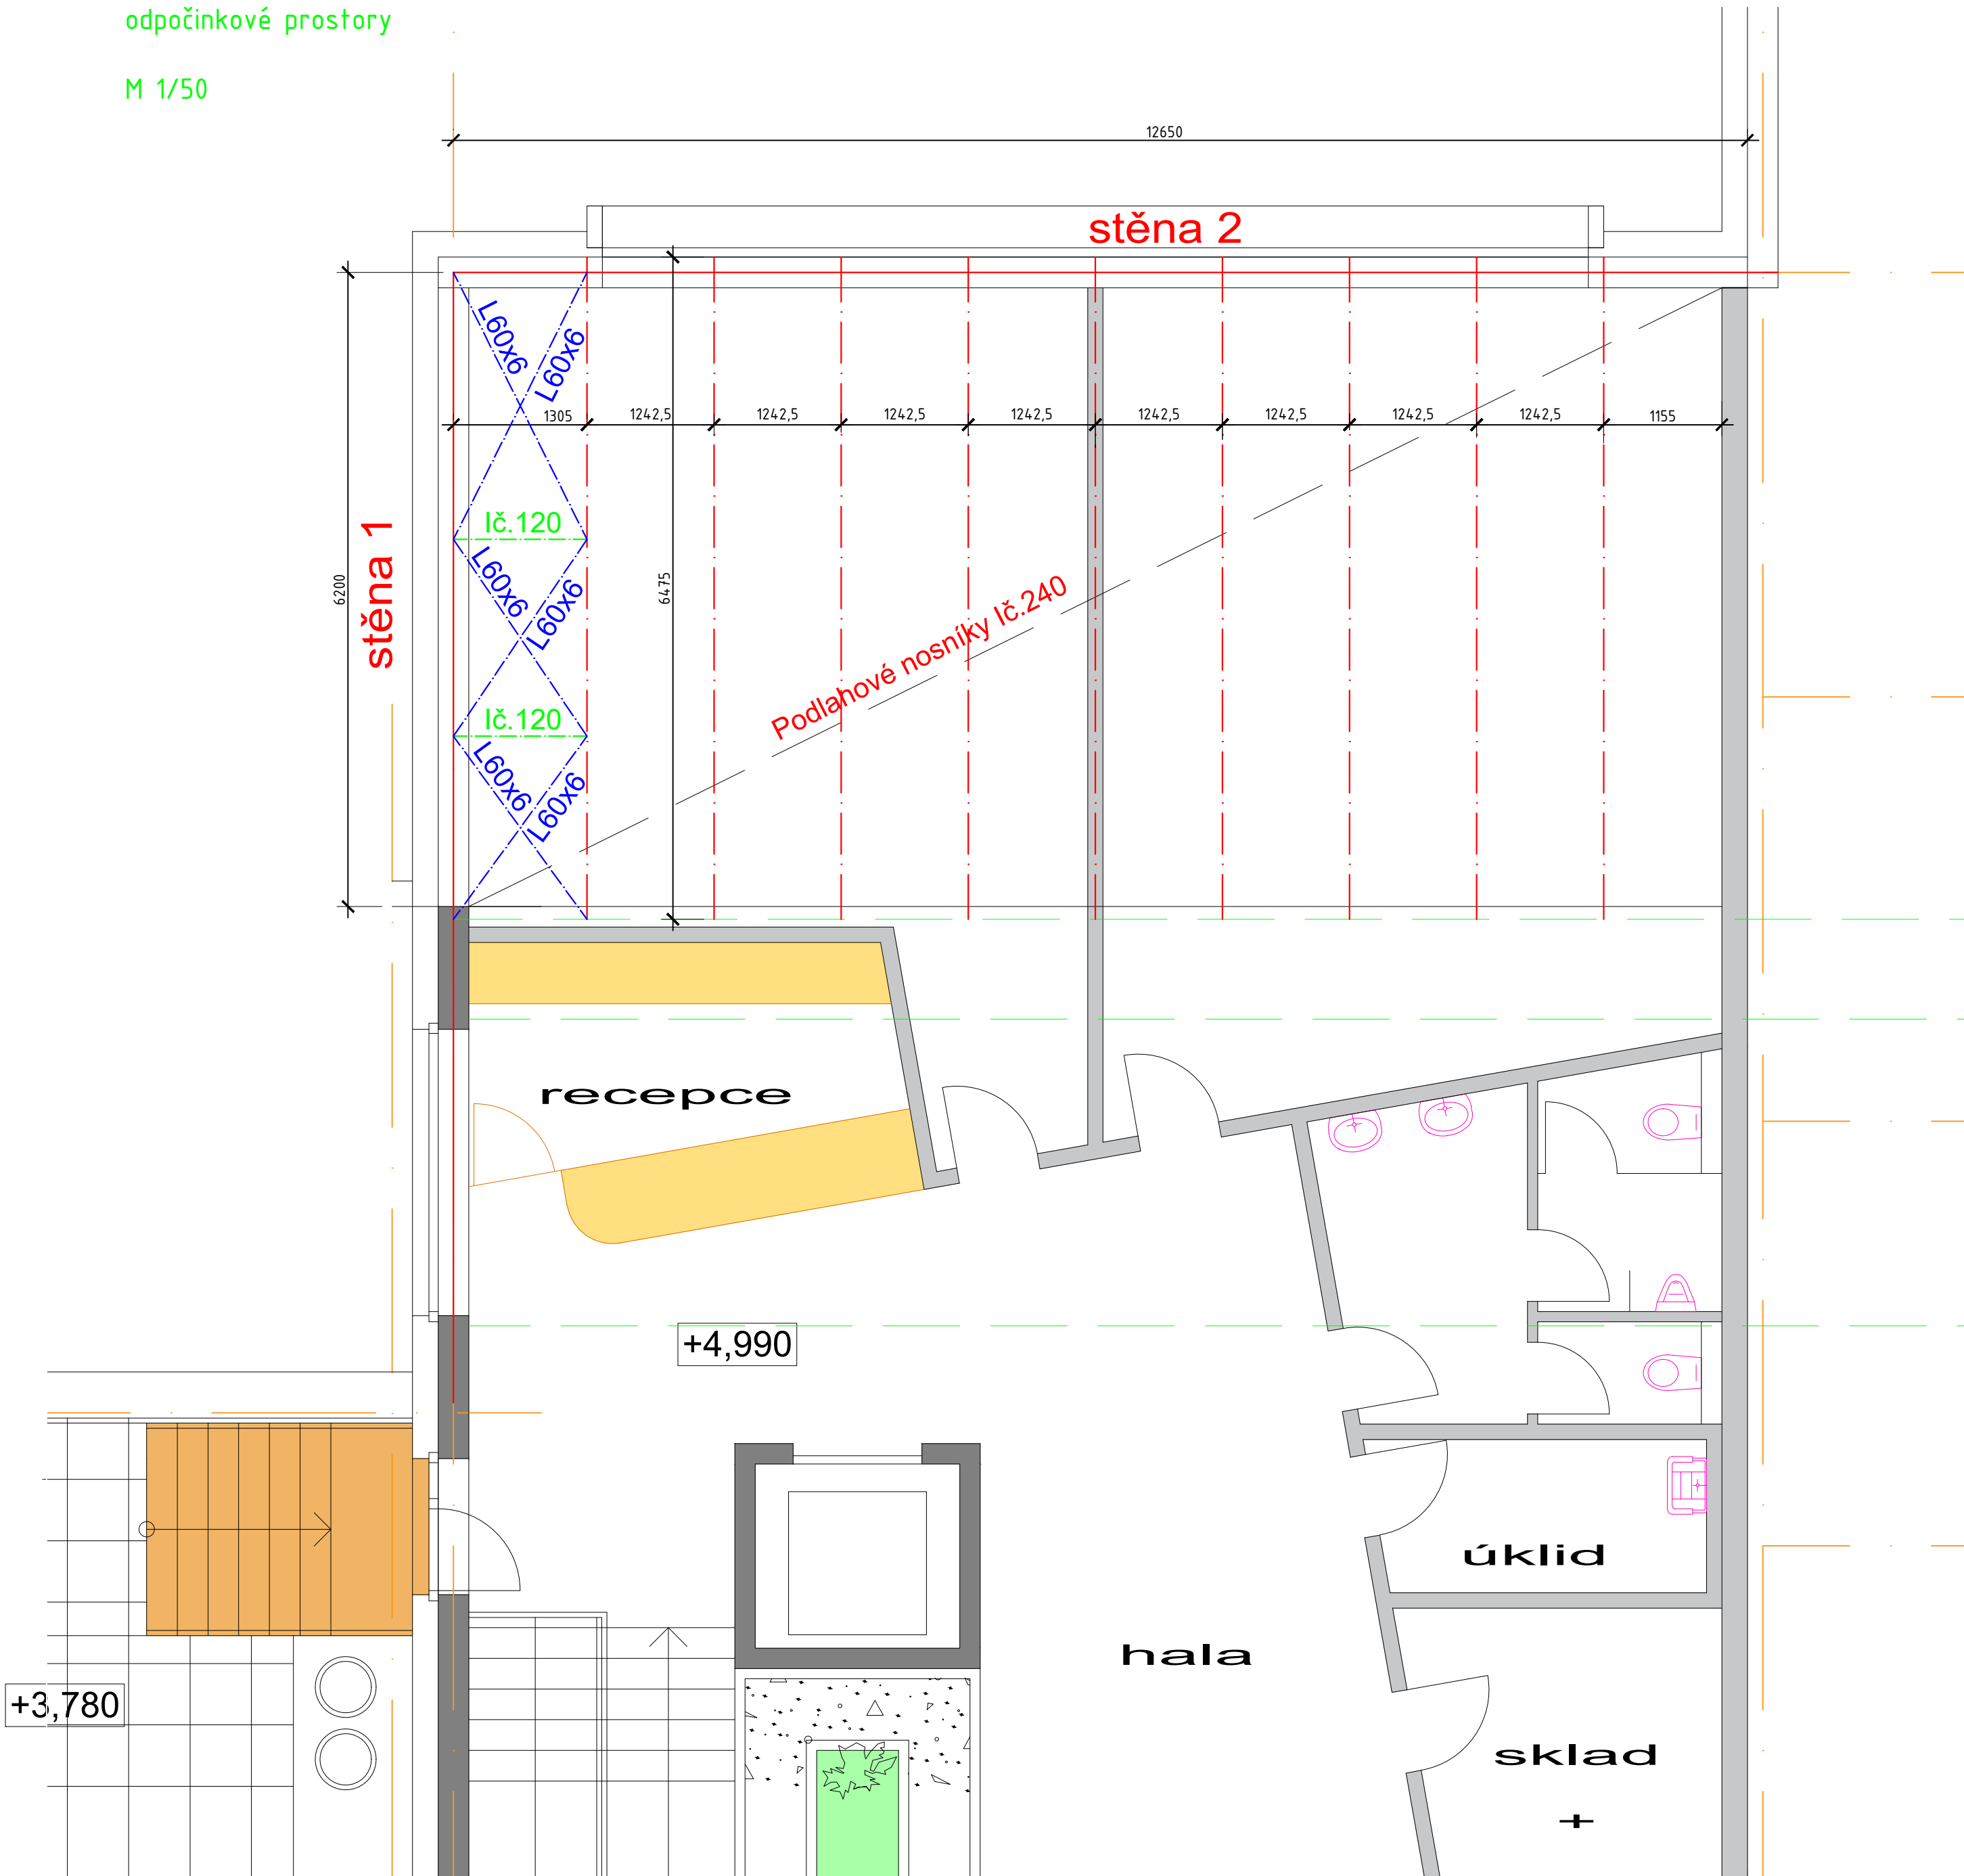 odpočinkové prostory
M 1/50
12650
stěna 2
L60x6
L60x6
1305
1242,5
1242,5
1242,5
1242,5
1242,5
1242,5
1242,5
1242,5
1155
stěna 1
6200
6475
Ič.120
L60x6
L60x6
Podlahové nosníky Ič.240
Ič.120
L60x6
L60x6
recepce
+4,990
úklid
hala
+3,780
sklad
+